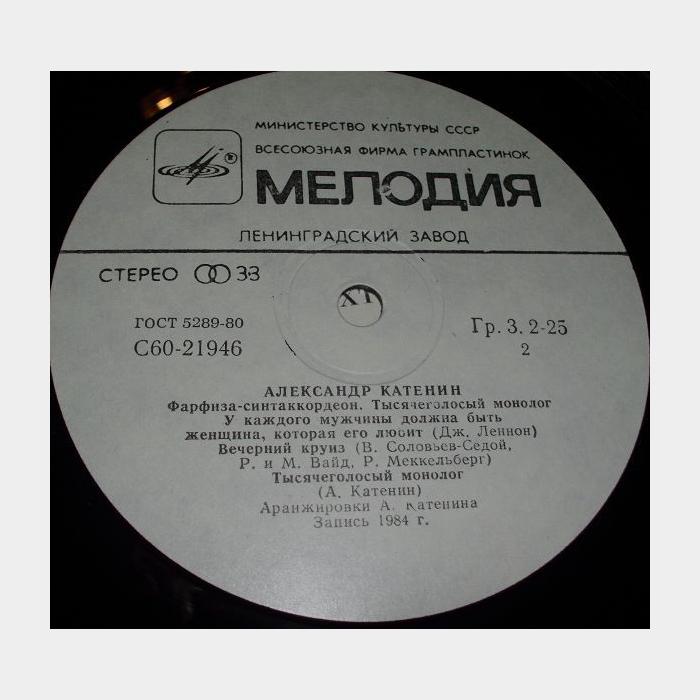 МИНИСТЕРСТВО КУЛЬТУРЫ СССР
ВСЕСОЮЗНАЯ ФИРМА ГРАМПЛАСТИНОК
МЕЛОДИЯ
ЛЕНИНГРАДСКИЙ ЗАВОД
СТЕРЕО 33
ГОСТ 5289-80
С60-21946
Гр. 3. 2-25
2
АЛЕКСАНДР КАТЕНИН
Фарфиза-синтаккордеон. Тысячеголосый монолог
У каждого мужчины должна быть
женщина, которая его любит (Дж. Леннон)
Вечерний круиз (В. Соловьев-Седой,
Р. и М. Вайд, Р. Меккельберг)
Тысячеголосый монолог
(А. Катенин)
Аранжировки А. Катенина
Запись 1984 г.